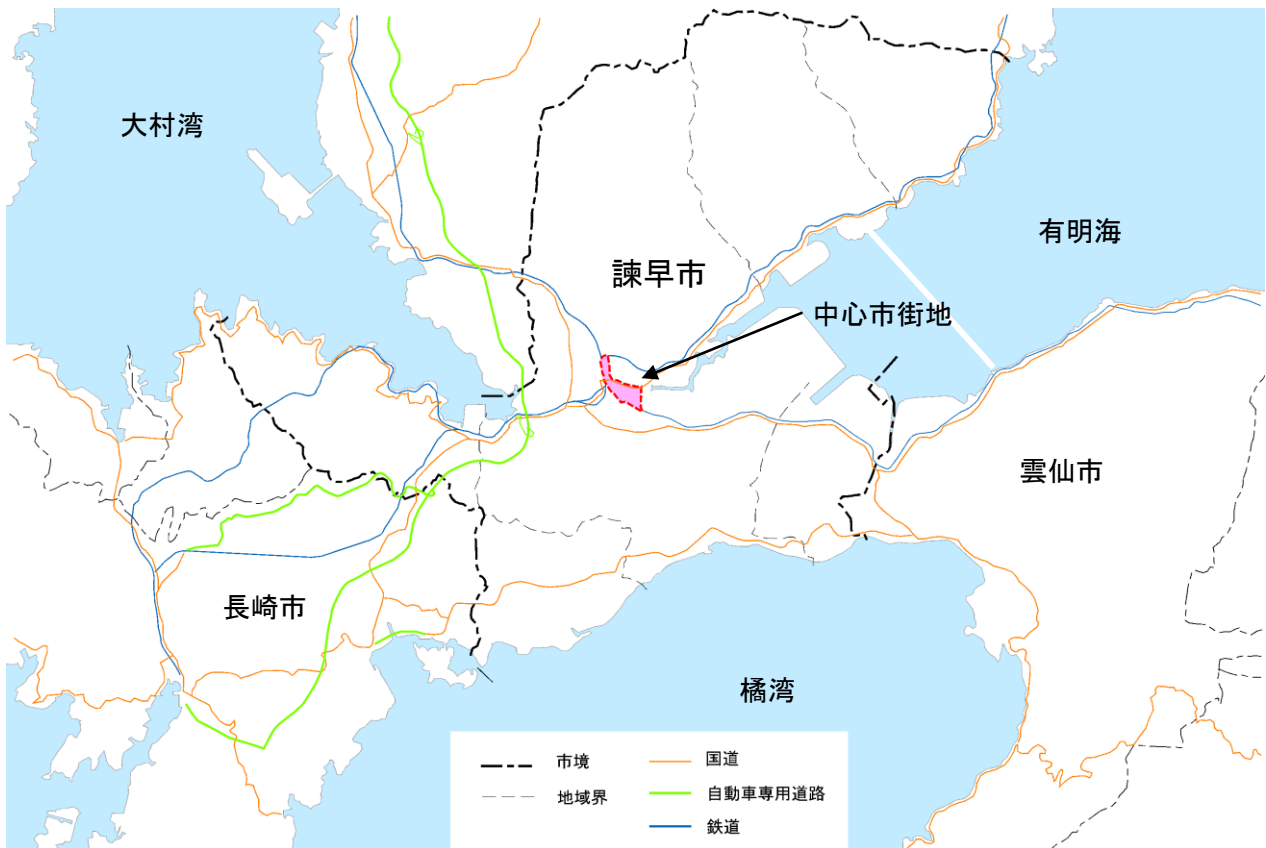 大村湾
有明海
諫早市
中心市街地
雲仙市
長崎市
橘湾
市境
地域界
国道
自動車専用道路
鉄道